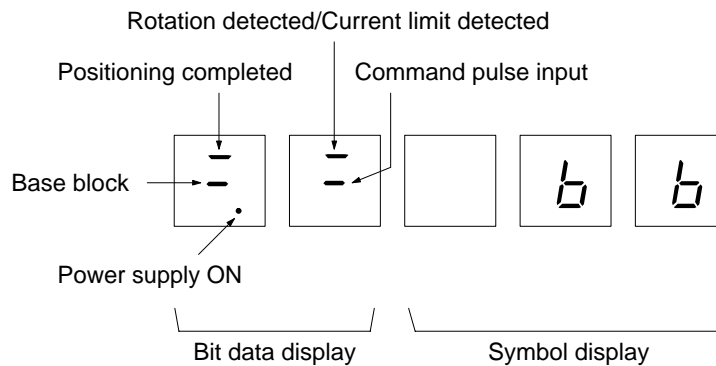 Rotation detected/Current limit detected
Positioning completed
Command pulse input
Base block
b b
Power supply ON
Bit data display
Symbol display